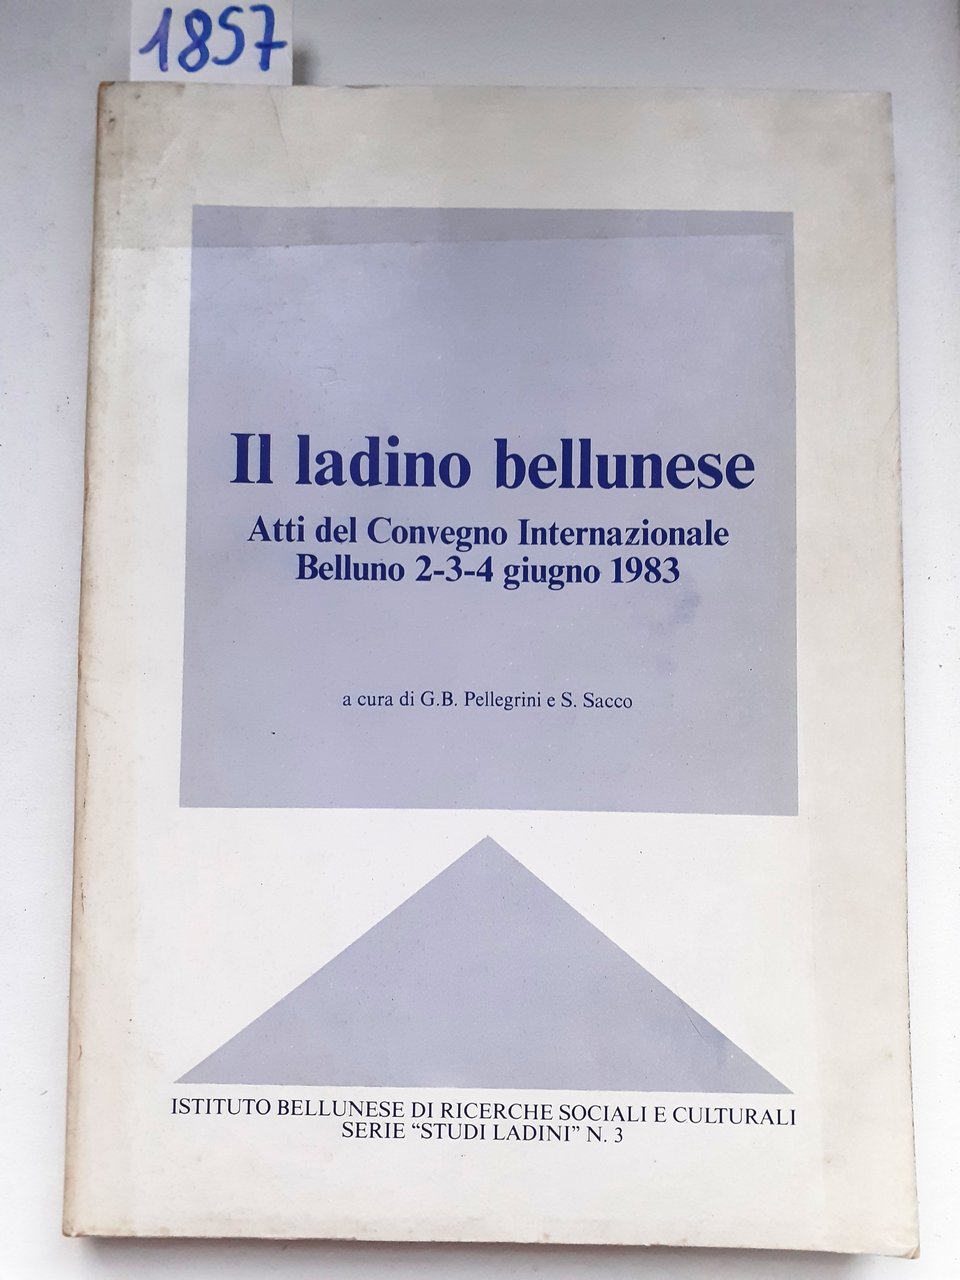 1857
Il ladino bellunese
Atti del Convegno Internazionale
Belluno 2-3-4 giugno 1983
a cura di G.B. Pellegrini e S. Sacco
ISTITUTO BELLUNESE DI RICERCHE SOCIALI E CULTURALI
SERIE “STUDI LADINI” N. 3